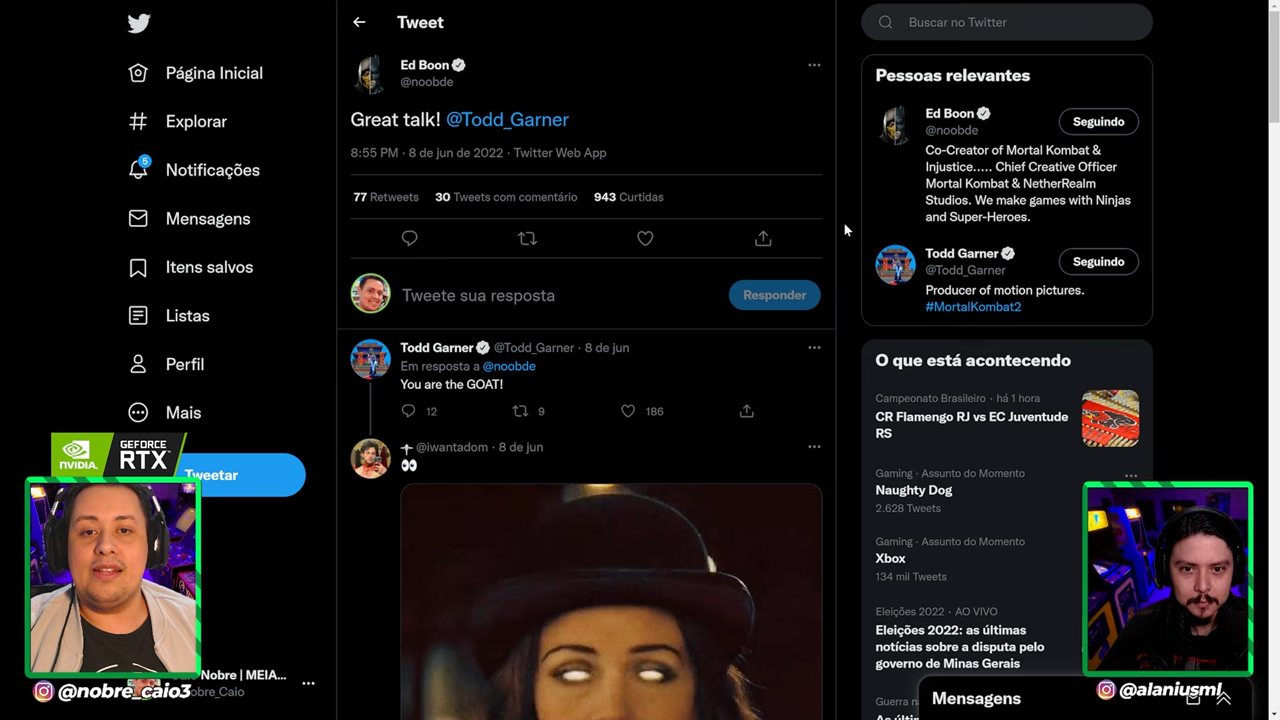 Página Inicial
Explorar
5
Notificações
Mensagens
Itens salvos
Listas
Perfil
Mais
Tweetar
NVIDIA.
GEFORCE
RTX
Caio Nobre | MEIA...
@nobre_caio3
Tweet
Ed Boon
@noobde
Great talk! @Todd_Garner
8:55 PM · 8 de jun de 2022 · Twitter Web App
77 Retweets 30 Tweets com comentário 943 Curtidas
Tweete sua resposta
Responder
Todd Garner @Todd_Garner · 8 de jun
Em resposta a @noobde
You are the GOAT!
12 9 186
@iwantadom · 8 de jun
Buscar no Twitter
Pessoas relevantes
Ed Boon
@noobde
Seguindo
Co-Creator of Mortal Kombat &
Injustice..... Chief Creative Officer
Mortal Kombat & NetherRealm
Studios. We make games with Ninjas
and Super-Heroes.
Todd Garner
@Todd_Garner
Seguindo
Producer of motion pictures.
#MortalKombat2
O que está acontecendo
Campeonato Brasileiro · há 1 hora
CR Flamengo RJ vs EC Juventude
RS
Gaming · Assunto do Momento
Naughty Dog
2.628 Tweets
Gaming · Assunto do Momento
Xbox
134 mil Tweets
Eleições 2022 · AO VIVO
Eleições 2022: as últimas
notícias sobre a disputa pelo
governo de Minas Gerais
Guerra
Mensagens
@alaniusml